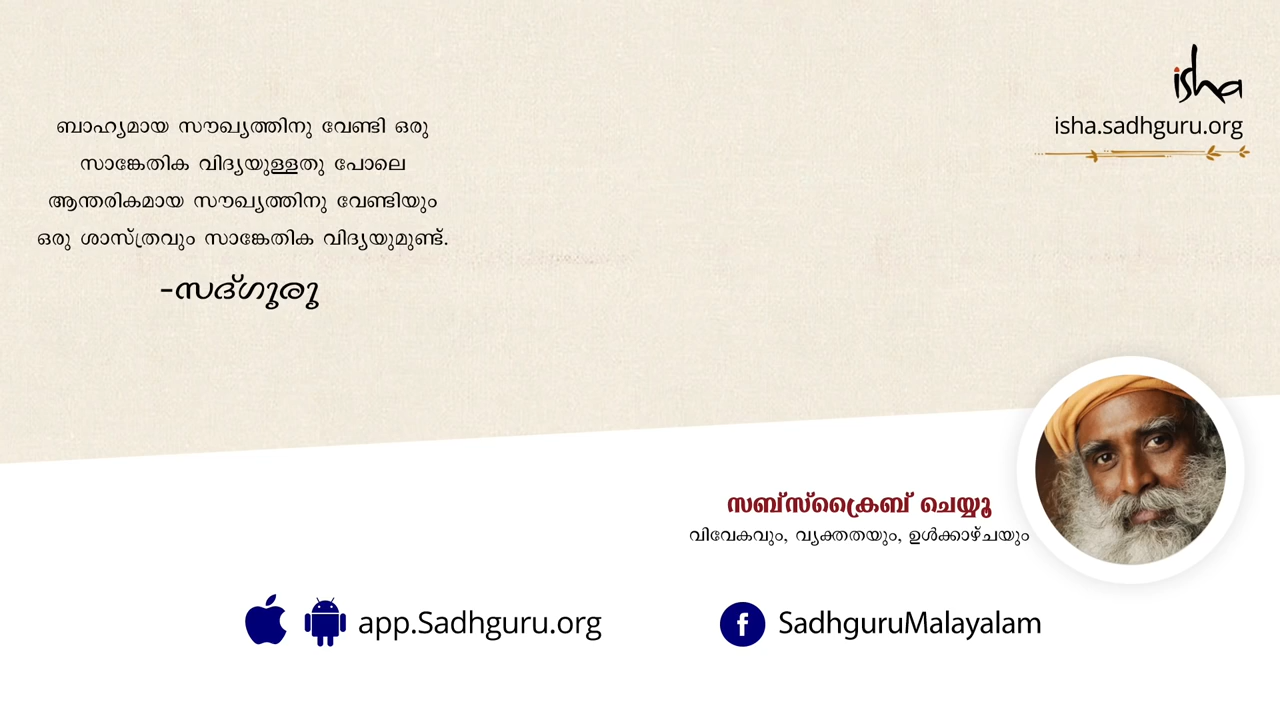 ബാഹ്യമായ സൗഖ്യത്തിനു വേണ്ടി ഒരു
സാങ്കേതിക വിദ്യയുള്ളതു പോലെ
ആന്തരികമായ സൗഖ്യത്തിനു വേണ്ടിയും
ഒരു ശാസ്ത്രവും സാങ്കേതിക വിദ്യയുമുണ്ട്.
-സദ്ഗുരു
isha
isha.sadhguru.org
സബ്സ്ക്രൈബ് ചെയ്യൂ
വിവേകവും, വ്യക്തതയും, ഉൾക്കാഴ്ചയും
app.Sadhguru.org
SadhguruMalayalam